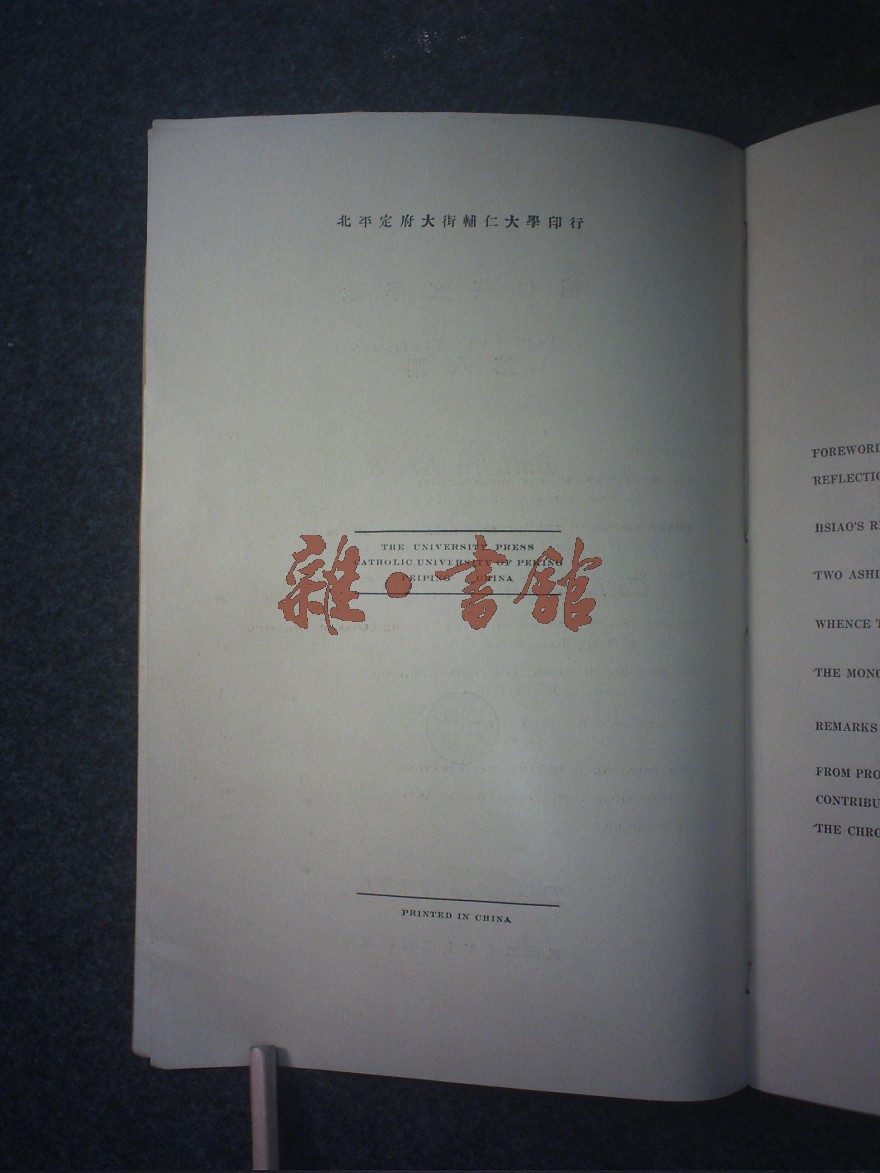 北平定府大街輔仁大學印行
THE UNIVERSITY PRESS
CATHOLIC UNIVERSITY OF PEKING
PEIPING CHINA
雜·書館
PRINTED IN CHINA
FOREWORD
REFLECTIO
HSIAO'S R
TWO ASHI
WHENCE T
THE MONO
REMARKS
FROM PRO
CONTRIBU
THE CHRO